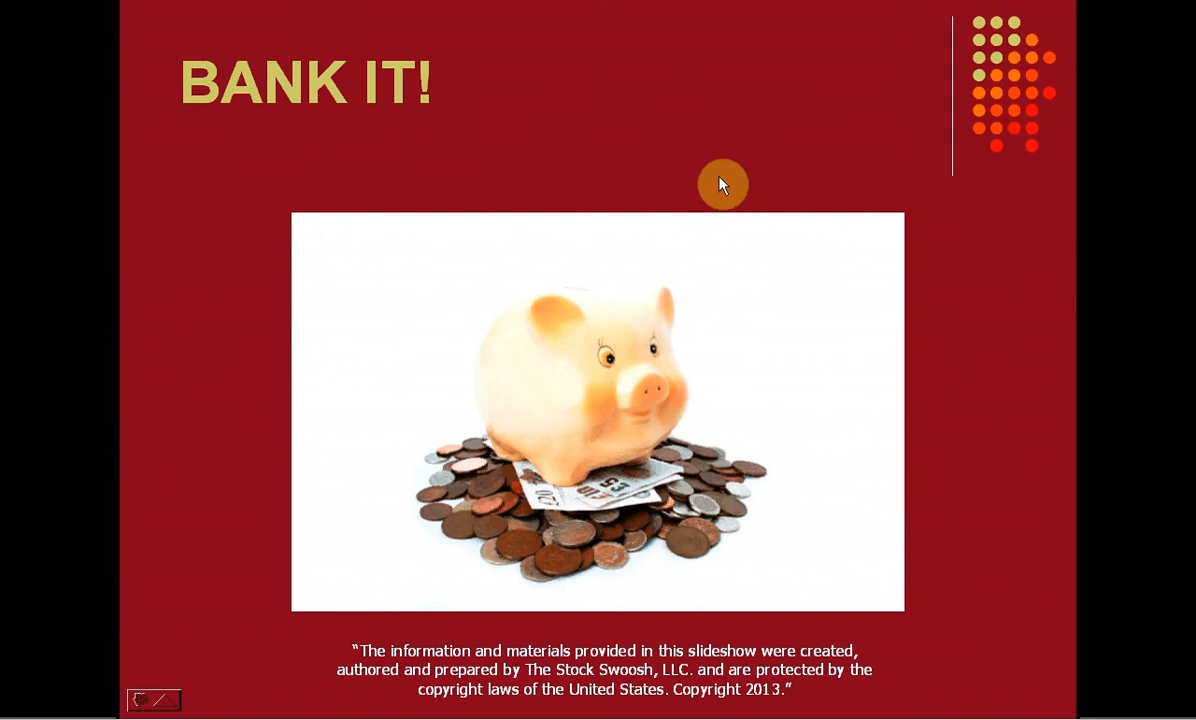 BANK IT!
“The information and materials provided in this slideshow were created,
authored and prepared by The Stock Swoosh, LLC. and are protected by the
copyright laws of the United States. Copyright 2013.”